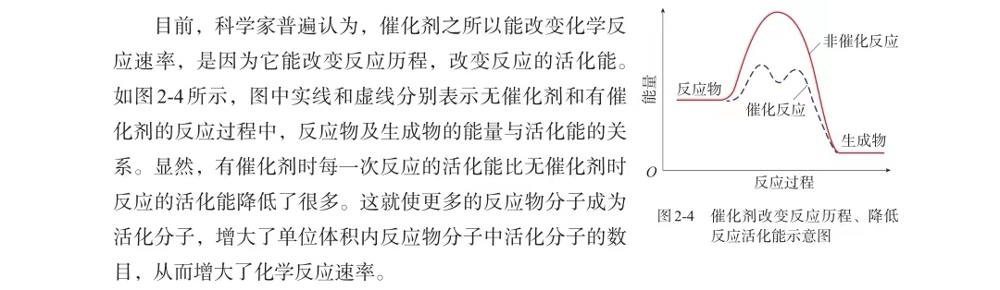 目前，科学家普遍认为，催化剂之所以能改变化学反
应速率，是因为它能改变反应历程，改变反应的活化能。
如图2-4所示，图中实线和虚线分别表示无催化剂和有催
化剂的反应过程中，反应物及生成物的能量与活化能的关
系。显然，有催化剂时每一次反应的活化能比无催化剂时
反应的活化能降低了很多。这就使更多的反应物分子成为
活化分子，增大了单位体积内反应物分子中活化分子的数
目，从而增大了化学反应速率。
能量
反应物
非催化反应
催化反应
生成物
O
反应过程
图2-4 催化剂改变反应历程、降低
反应活化能示意图